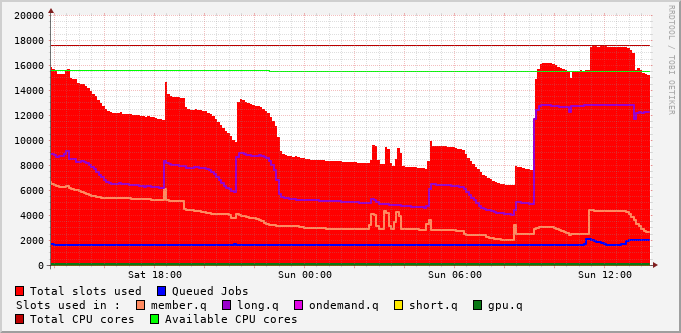 20000
18000
16000
14000
12000
10000
8000
6000
4000
2000
0
Sat 18:00 Sun 00:00 Sun 06:00 Sun 12:00
Total slots used Queued Jobs
Slots used in : member.q long.q ondemand.q short.q gpu.q
Total CPU cores Available CPU cores
RRDTOOL / TOBI OETIKER